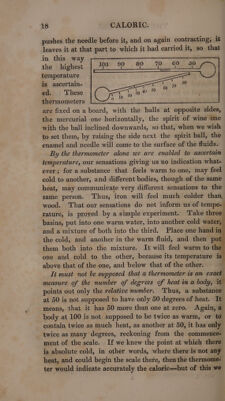 18 CALORIC.
pushes the needle before it, and on again contracting, it
leaves it at that part to which it had carried it, so that
in this way
the highest
temperature
is ascertain-
ed. These
thermometers
101 90 80 70 60 50
10 20 30 40 50 60 70 80
are fixed on a board, with the balls at opposite sides,
the mercurial one horizontally, the spirit of wine one
with the ball inclined downwards, so that, when we wish
to set them, by raising the side next the spirit ball, the
enamel and needle will come to the surface of the fluids.
By the thermometer alone we are enabled to ascertain
temperature, our sensations giving us no indication what-
ever; for a substance that feels warm to one, may feel
cold to another, and different bodies, though of the same
heat, may communicate very different sensations to the
same person. Thus, iron will feel much colder than
wood. That our sensations do not inform us of tempe-
rature, is proved by a simple experiment. Take three
basins, put into one warm water, into another cold water,
and a mixture of both into the third. Place one hand in
the cold, and another in the warm fluid, and then put
them both into the mixture. It will feel warm to the
one and cold to the other, because its temperature is
above that of the one, and below that of the other.
It must not be supposed that a thermometer is an exact
measure of the number of degrees of heat in a body, it
points out only the relative number. Thus, a substance
at 50 is not supposed to have only 50 degrees of heat. It
means, that it has 50 more than one at zero. Again, a
body at 100 is not supposed to be twice as warm, or to
contain twice as much heat, as another at 50, it has only
twice as many degrees, reckoning from the commence-
ment of the scale. If we knew the point at which there
is absolute cold, in other words, where there is not any
heat, and could begin the scale there, then the thermome-
ter would indicate accurately the caloric—but of this we